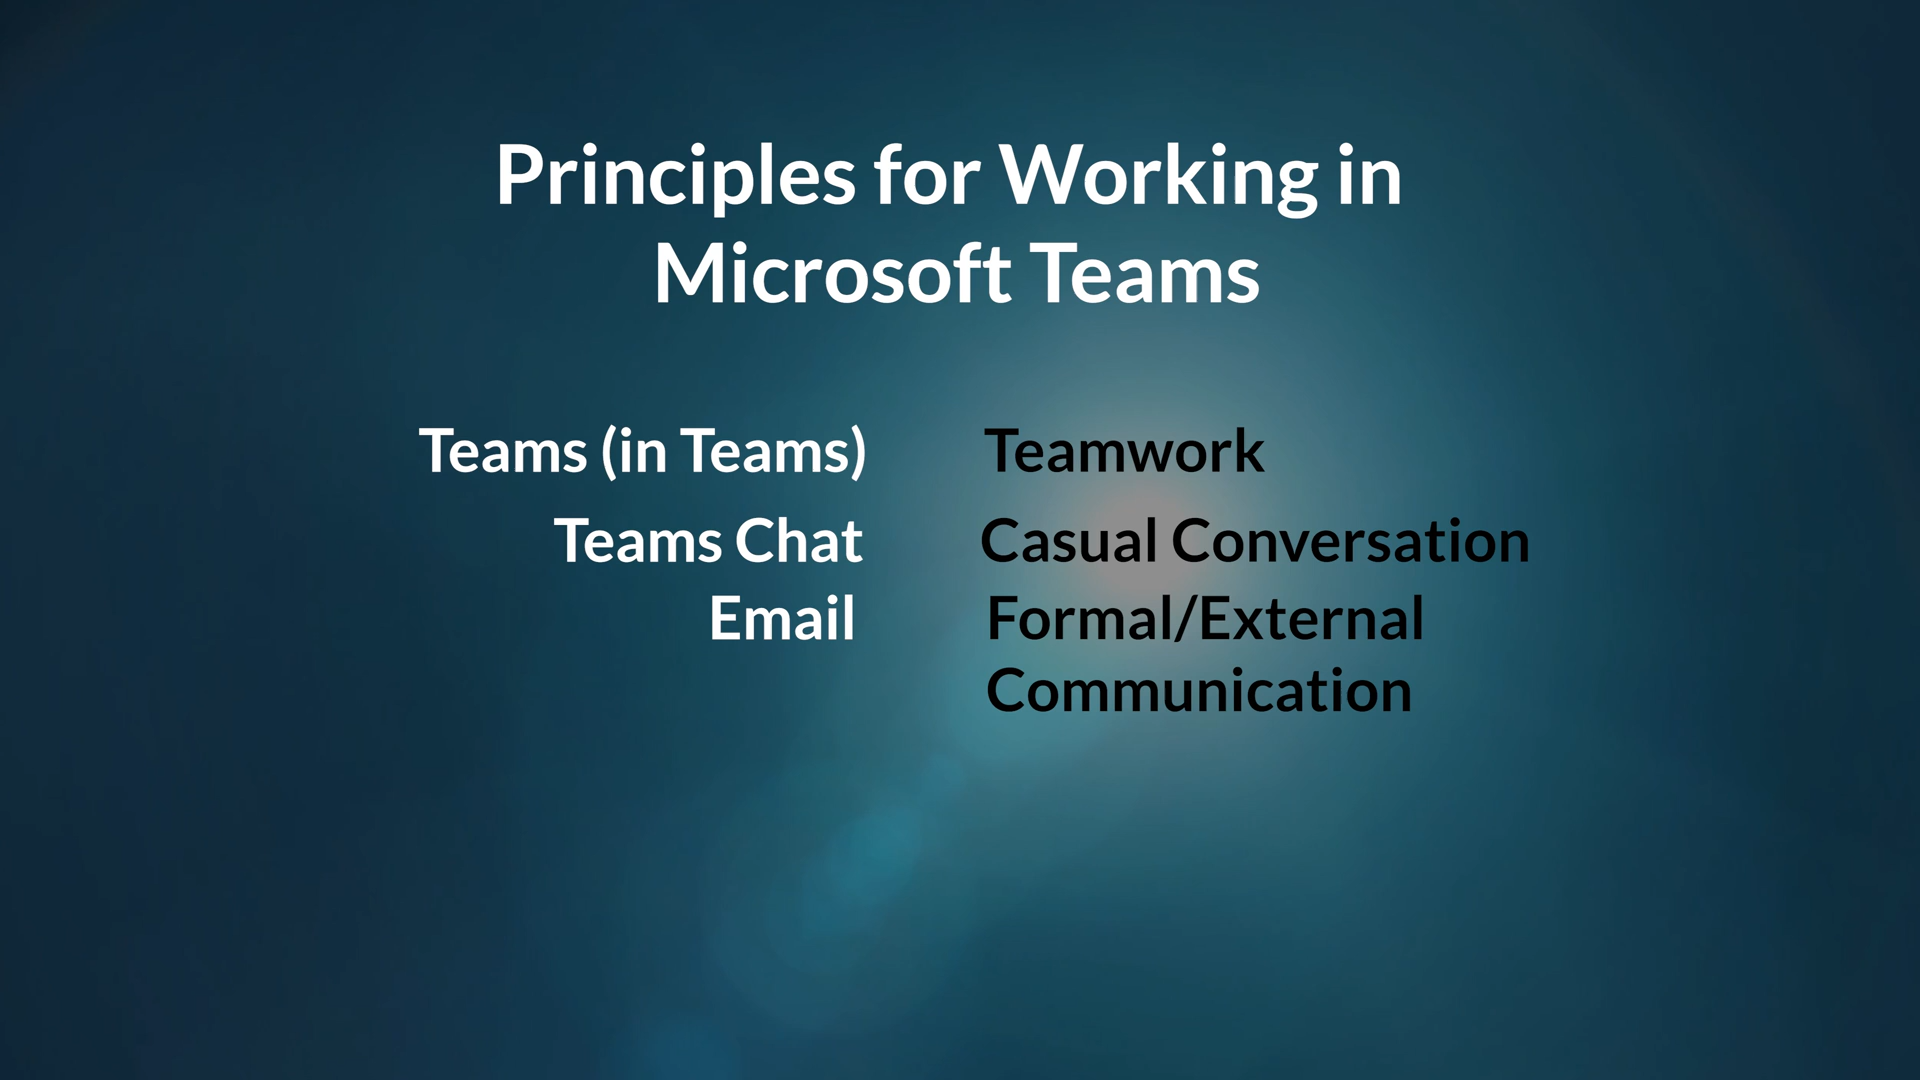 Principles for Working in
Microsoft Teams
Teams (in Teams) Teamwork
Teams Chat Casual Conversation
Email Formal/External
Communication